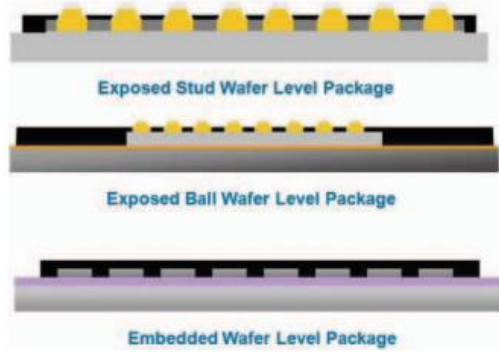 Exposed Stud Wafer Level Package
Exposed Ball Wafer Level Package
Embedded Wafer Level Package